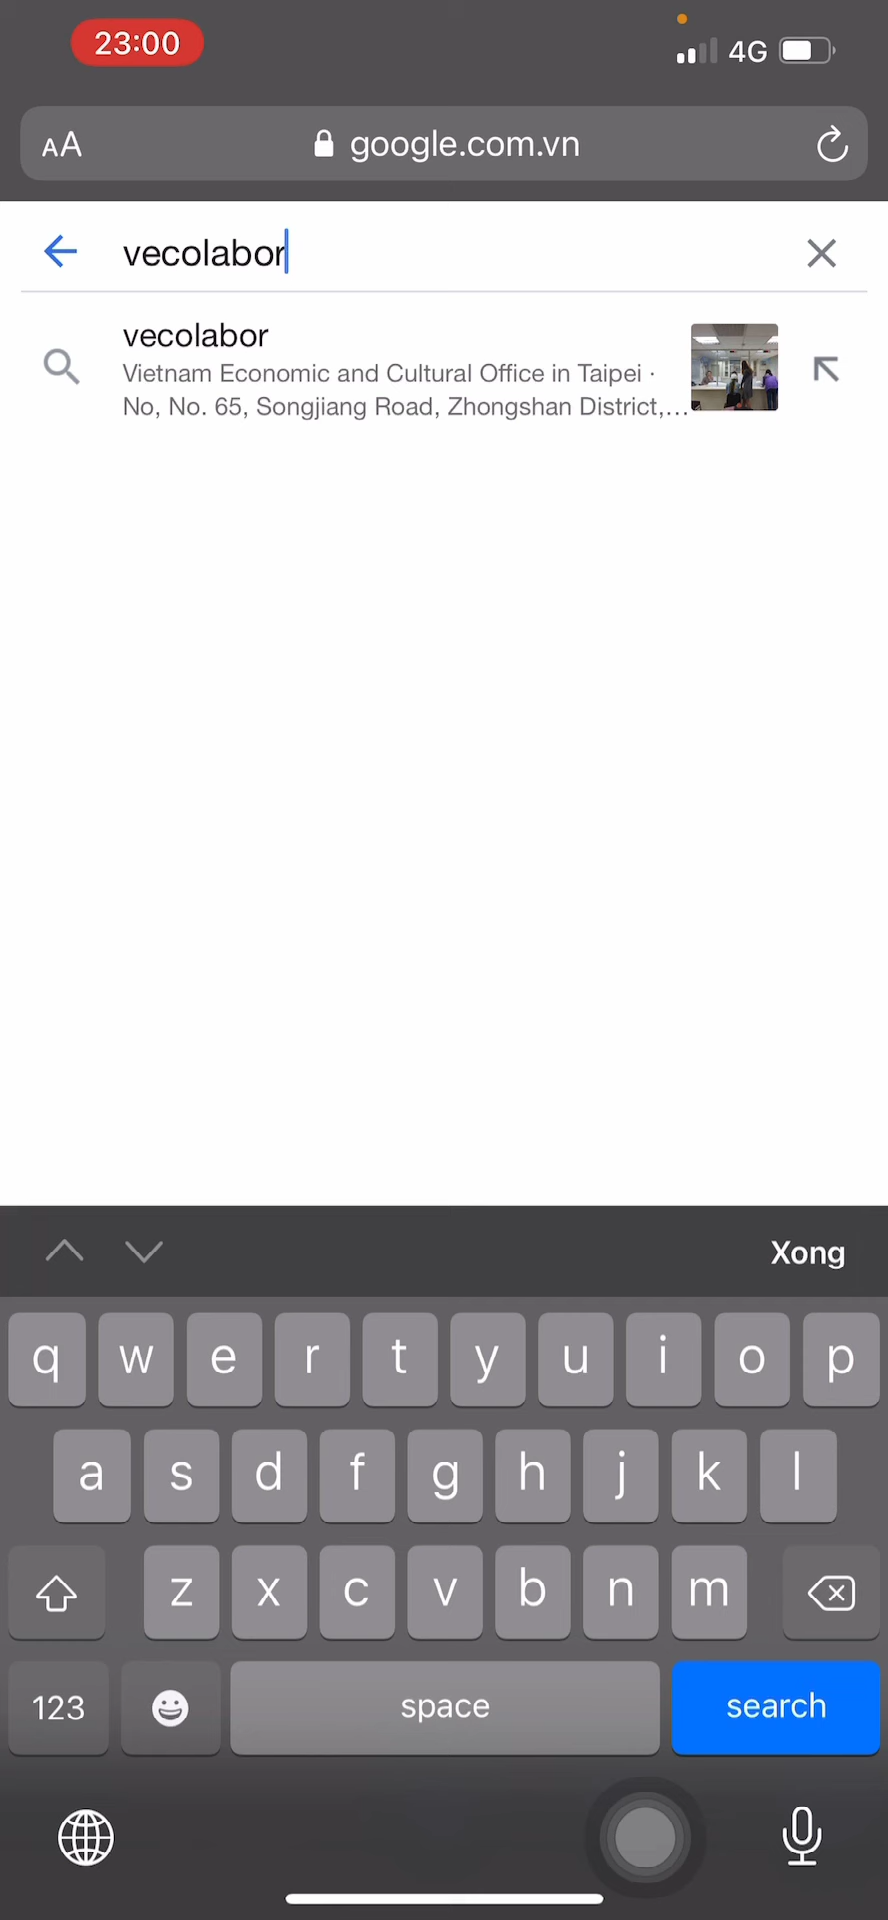 23:00
4G
AA
google.com.vn
vecolabor
vecolabor
Vietnam Economic and Cultural Office in Taipei ·
No, No. 65, Songjiang Road, Zhongshan District,...
Xong
q w e r t y u i o p
a s d f g h j k l
z x c v b n m
123
space
search